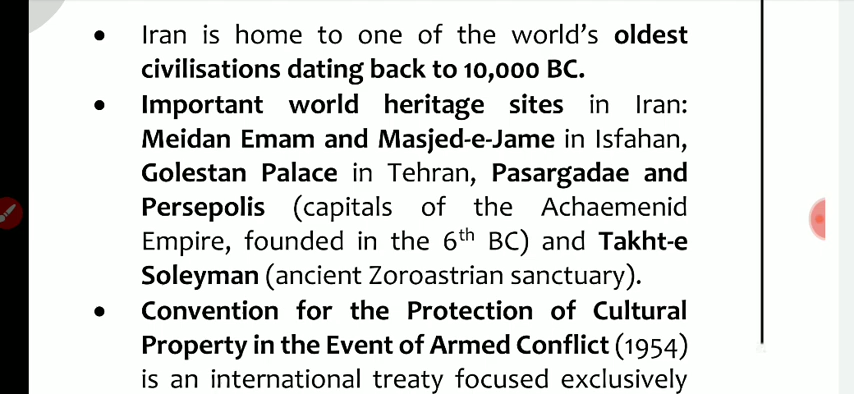 • Iran is home to one of the world's oldest
civilisations dating back to 10,000 BC.
• Important world heritage sites in Iran:
Meidan Emam and Masjed-e-Jame in Isfahan,
Golestan Palace in Tehran, Pasargadae and
Persepolis (capitals of the Achaemenid
Empire, founded in the 6th BC) and Takht-e
Soleyman (ancient Zoroastrian sanctuary).
• Convention for the Protection of Cultural
Property in the Event of Armed Conflict (1954)
is an international treaty focused exclusively